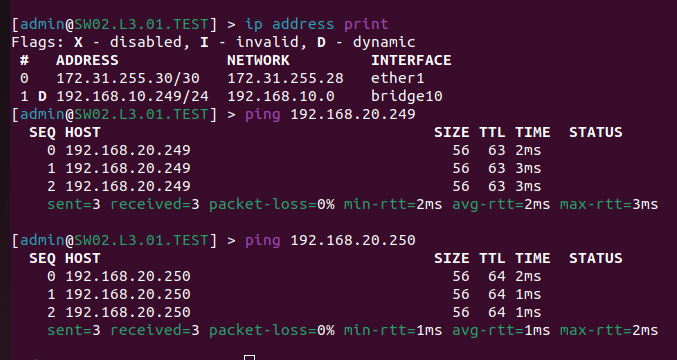 [admin@SW02.L3.01.TEST] > ip address print
Flags: X - disabled, I - invalid, D - dynamic
# ADDRESS NETWORK INTERFACE
0 172.31.255.30/30 172.31.255.28 ether1
1 D 192.168.10.249/24 192.168.10.0 bridge10
[admin@SW02.L3.01.TEST] > ping 192.168.20.249
SEQ HOST SIZE TTL TIME STATUS
0 192.168.20.249 56 63 2ms
1 192.168.20.249 56 63 3ms
2 192.168.20.249 56 63 3ms
sent=3 received=3 packet-loss=0% min-rtt=2ms avg-rtt=2ms max-rtt=3ms
[admin@SW02.L3.01.TEST] > ping 192.168.20.250
SEQ HOST SIZE TTL TIME STATUS
0 192.168.20.250 56 64 2ms
1 192.168.20.250 56 64 1ms
2 192.168.20.250 56 64 1ms
sent=3 received=3 packet-loss=0% min-rtt=1ms avg-rtt=1ms max-rtt=2ms